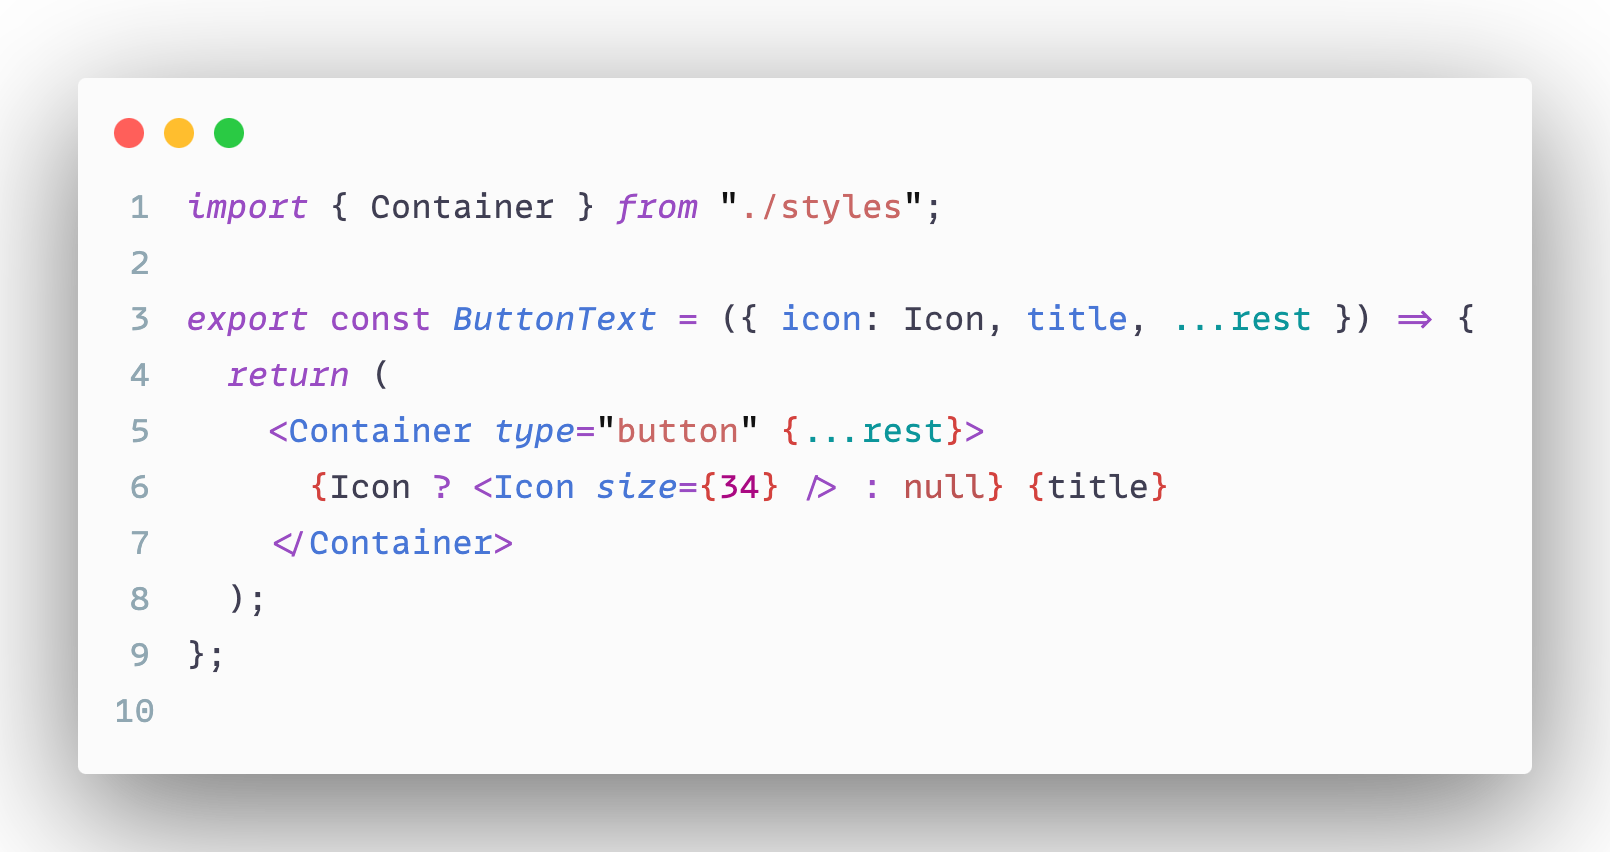 1 import { Container } from "./styles";
2
3 export const ButtonText = ({ icon: Icon, title, ...rest }) => {
4   return (
5     <Container type="button" {...rest}>
6       {Icon ? <Icon size={34} /> : null} {title}
7     </Container>
8   );
9 };
10